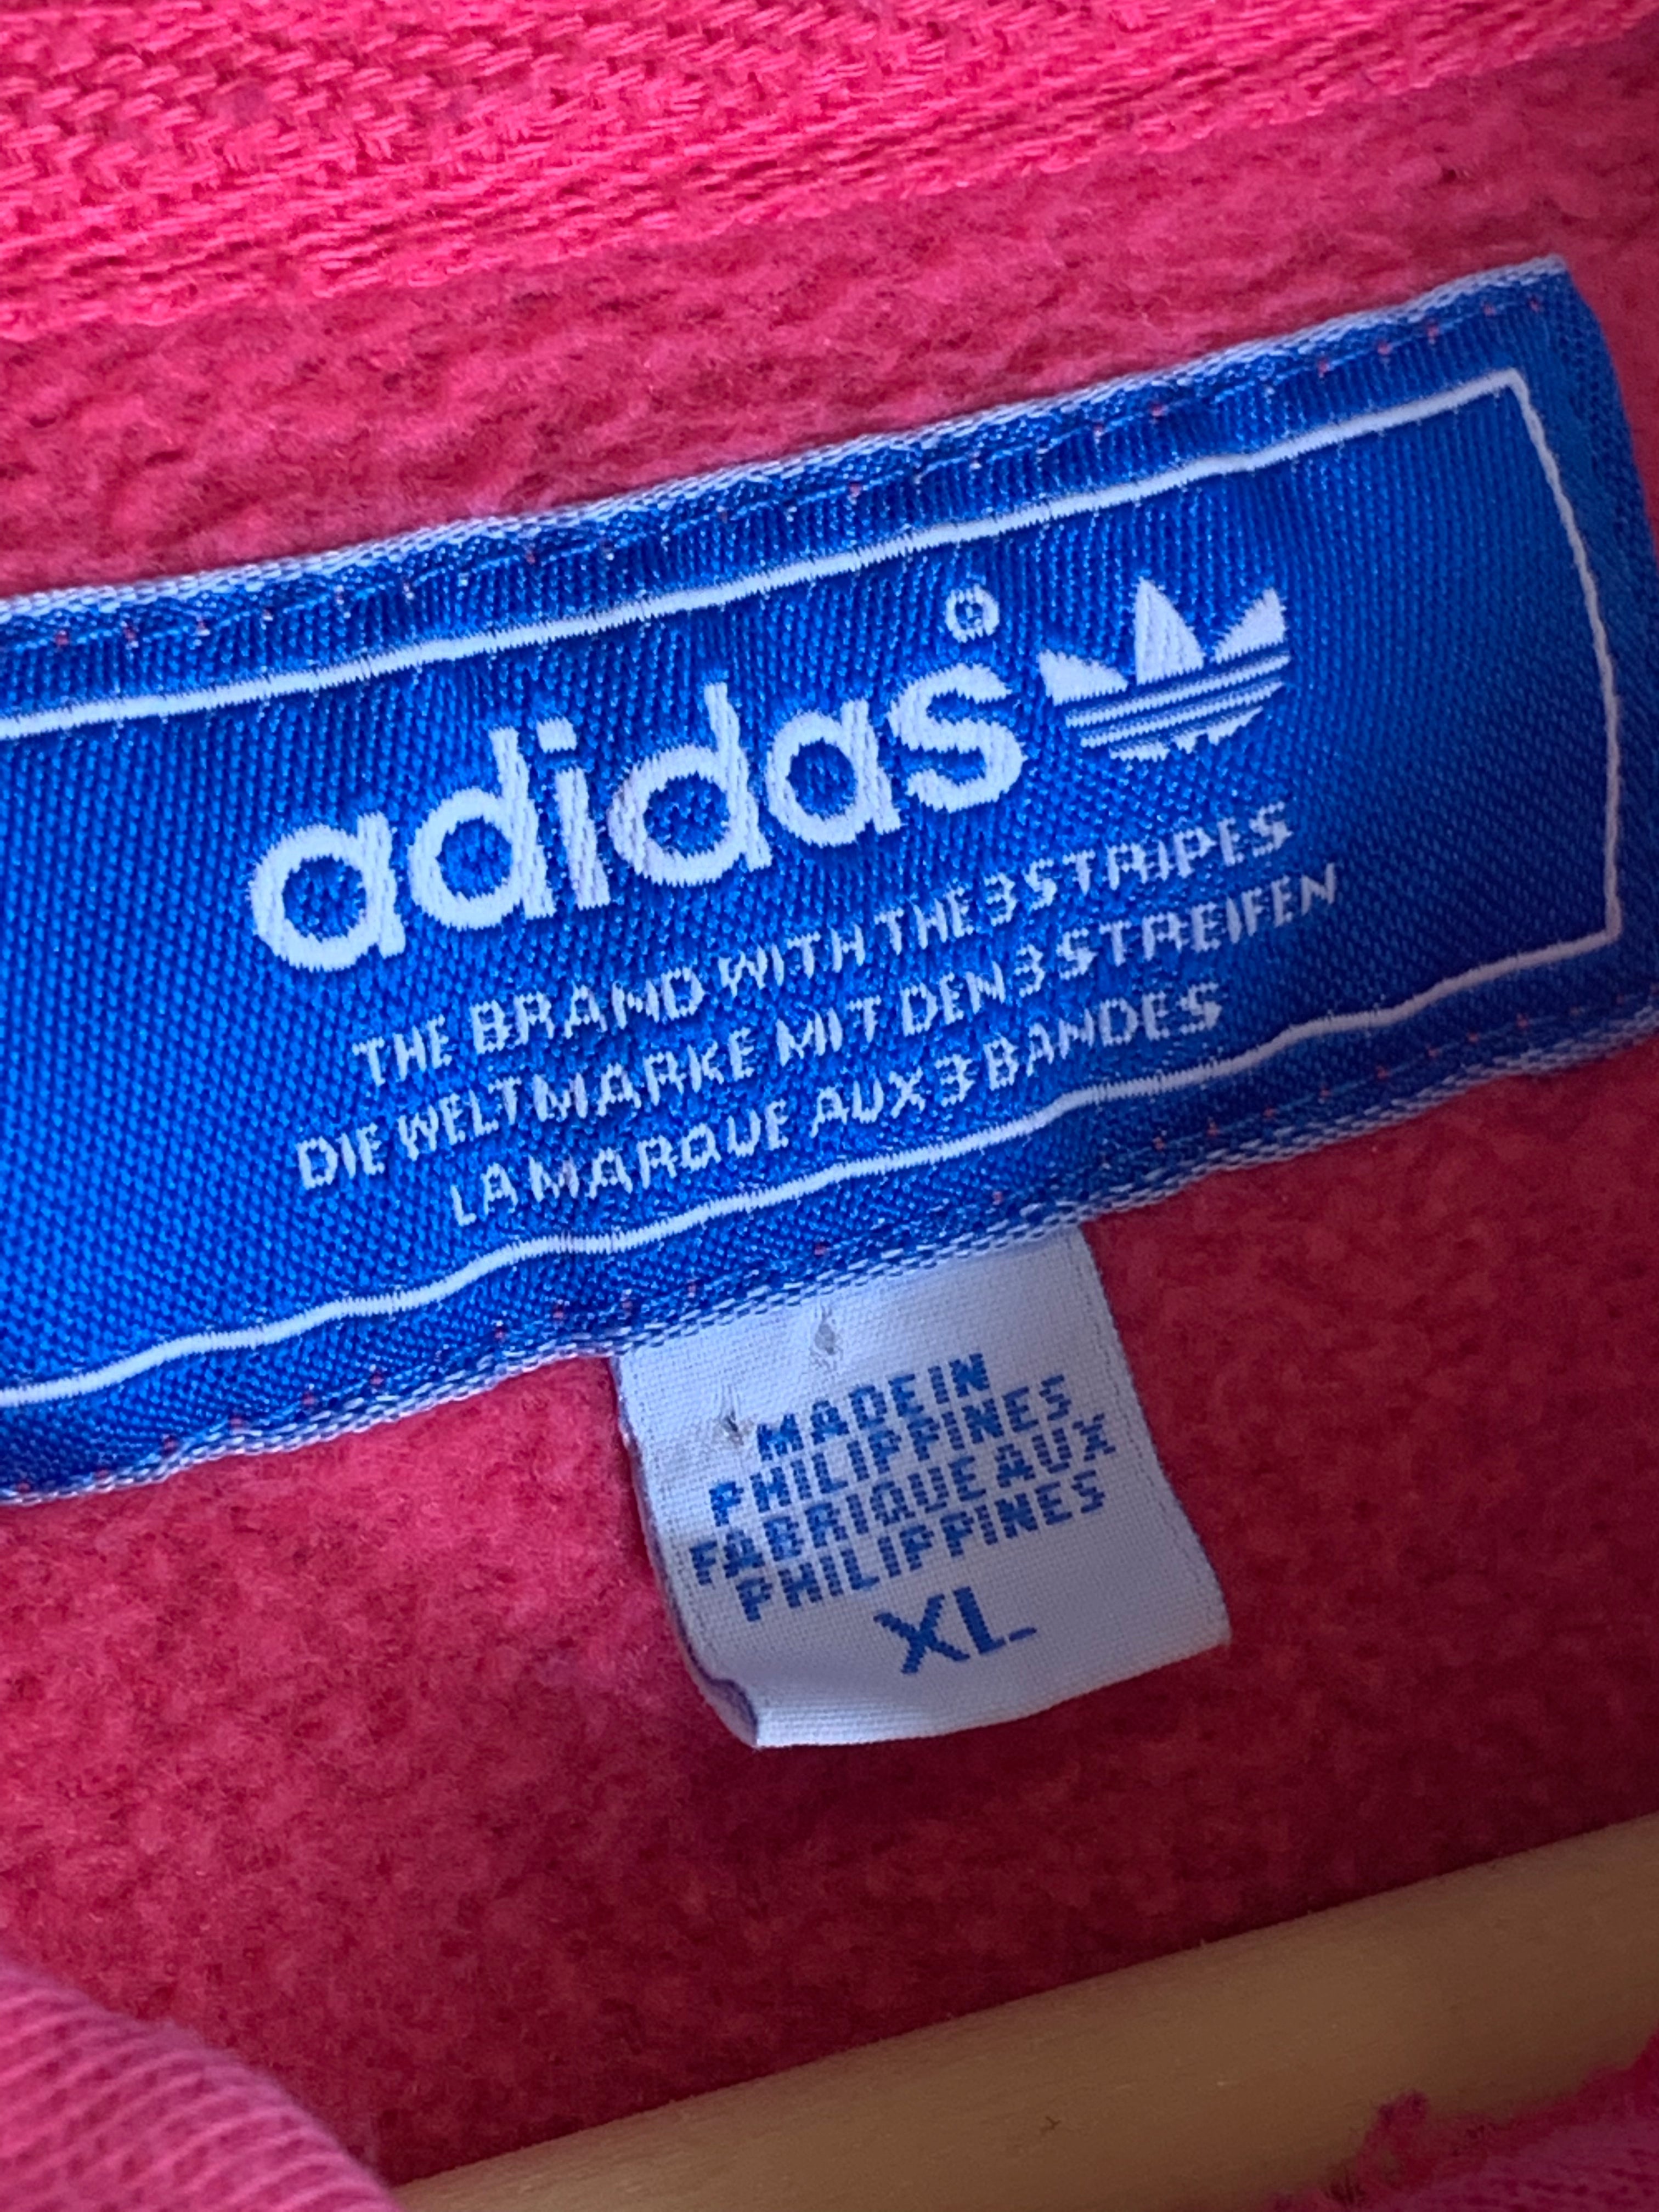 adidas®
THE BRAND WITH THE 3 STRIPES
DIE WELTMARKE MIT DEN 3 STREIFEN
LA MARQUE AUX 3 BANDES
MADE IN
PHILIPPINES
FABRIQUE AUX
PHILIPPINES
XL